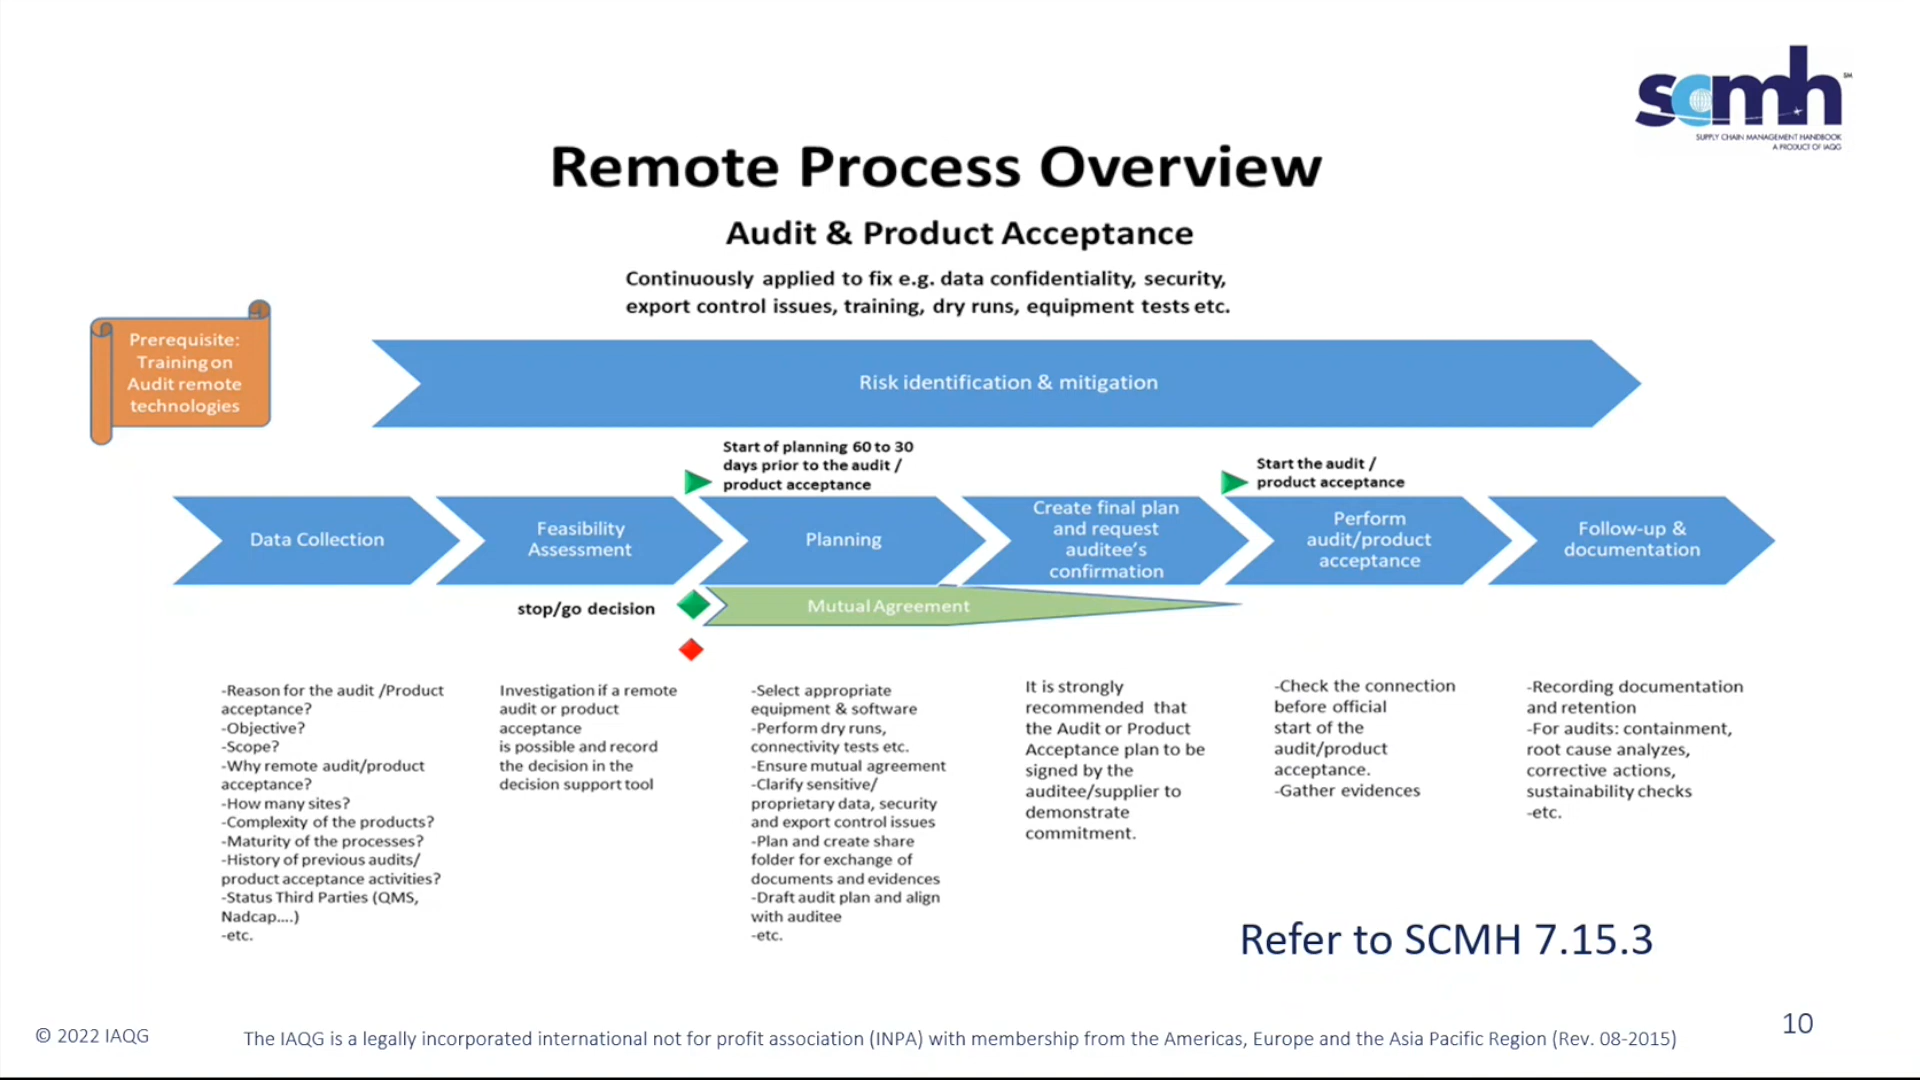 scmh
SM
SUPPLY CHAIN MANAGEMENT HANDBOOK
A PRODUCT OF IAQG
Remote Process Overview
Audit & Product Acceptance
Continuously applied to fix e.g. data confidentiality, security,
export control issues, training, dry runs, equipment tests etc.
Prerequisite:
Training on
Audit remote
technologies
Risk identification & mitigation
Start of planning 60 to 30
days prior to the audit /
product acceptance
Start the audit /
product acceptance
Data Collection
Feasibility
Assessment
Planning
Create final plan
and request
auditee's
confirmation
Perform
audit/product
acceptance
Follow-up &
documentation
stop/go decision
Mutual Agreement
-Reason for the audit /Product
acceptance?
-Objective?
-Scope?
-Why remote audit/product
acceptance?
-How many sites?
-Complexity of the products?
-Maturity of the processes?
-History of previous audits/
product acceptance activities?
-Status Third Parties (QMS,
Nadcap....)
-etc.
Investigation if a remote
audit or product
acceptance
is possible and record
the decision in the
decision support tool
-Select appropriate
equipment & software
-Perform dry runs,
connectivity tests etc.
-Ensure mutual agreement
-Clarify sensitive/
proprietary data, security
and export control issues
-Plan and create share
folder for exchange of
documents and evidences
-Draft audit plan and align
with auditee
-etc.
It is strongly
recommended that
the Audit or Product
Acceptance plan to be
signed by the
auditee/supplier to
demonstrate
commitment.
-Check the connection
before official
start of the
audit/product
acceptance.
-Gather evidences
-Recording documentation
and retention
-For audits: containment,
root cause analyzes,
corrective actions,
sustainability checks
-etc.
Refer to SCMH 7.15.3
© 2022 IAQG
The IAQG is a legally incorporated international not for profit association (INPA) with membership from the Americas, Europe and the Asia Pacific Region (Rev. 08-2015)
10